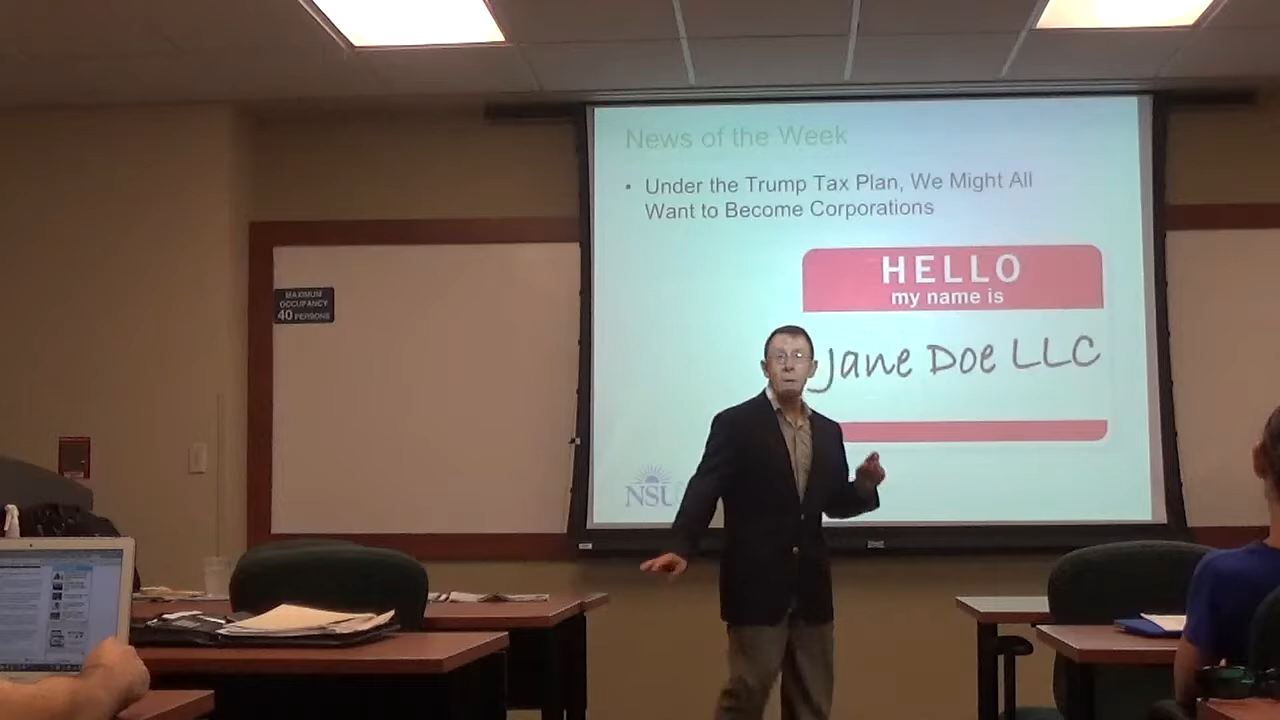 News of the Week
• Under the Trump Tax Plan, We Might All
Want to Become Corporations
HELLO
my name is
Jane Doe LLC
MAXIMUM
OCCUPANCY
40 PERSONS
NSU